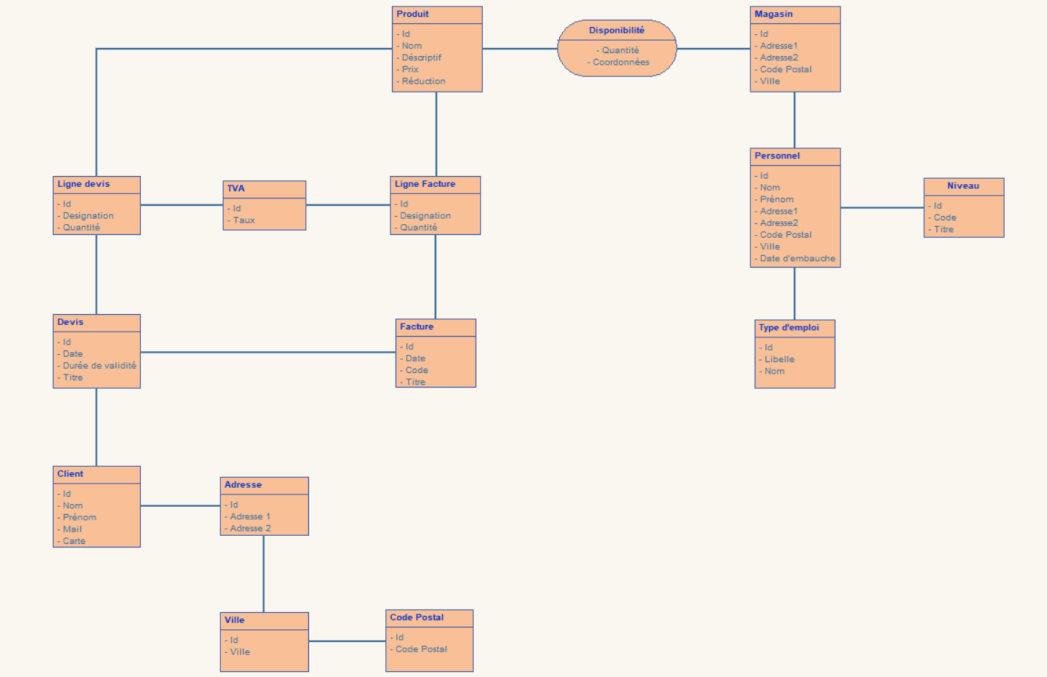 Produit
- Id
- Nom
- Déscriptif
- Prix
- Réduction
Disponibilité
- Quantité
- Coordonnées
Magasin
- Id
- Adresse1
- Adresse2
- Code Postal
- Ville
Ligne devis
- Id
- Designation
- Quantité
TVA
- Id
- Taux
Ligne Facture
- Id
- Designation
- Quantité
Personnel
- Id
- Nom
- Prénom
- Adresse1
- Adresse2
- Code Postal
- Ville
- Date d'embauche
Niveau
- Id
- Code
- Titre
Devis
- Id
- Date
- Durée de validité
- Titre
Facture
- Id
- Date
- Code
- Titre
Type d'emploi
- Id
- Libelle
- Nom
Client
- Id
- Nom
- Prénom
- Mail
- Carte
Adresse
- Id
- Adresse 1
- Adresse 2
Ville
- Id
- Ville
Code Postal
- Id
- Code Postal